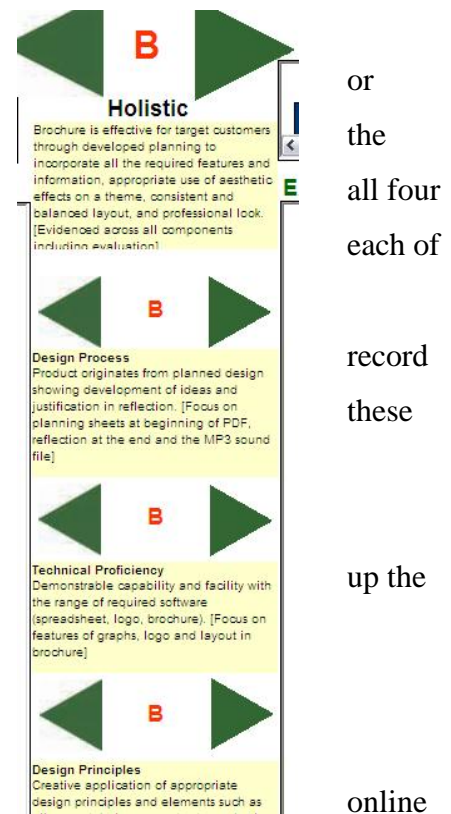 B
Holistic
Brochure is effective for target customers
through developed planning to
incorporate all the required features and
information, appropriate use of aesthetic
effects on a theme, consistent and
balanced layout, and professional look.
[Evidenced across all components
including evaluation]
E
B
Design Process
Product originates from planned design
showing development of ideas and
justification in reflection. [Focus on
planning sheets at beginning of PDF,
reflection at the end and the MP3 sound
file]
B
Technical Proficiency
Demonstrable capability and facility with
the range of required software
(spreadsheet, logo, brochure). [Focus on
features of graphs, logo and layout in
brochure]
B
Design Principles
Creative application of appropriate
design principles and elements such as
or
the
all four
each of
record
these
up the
online